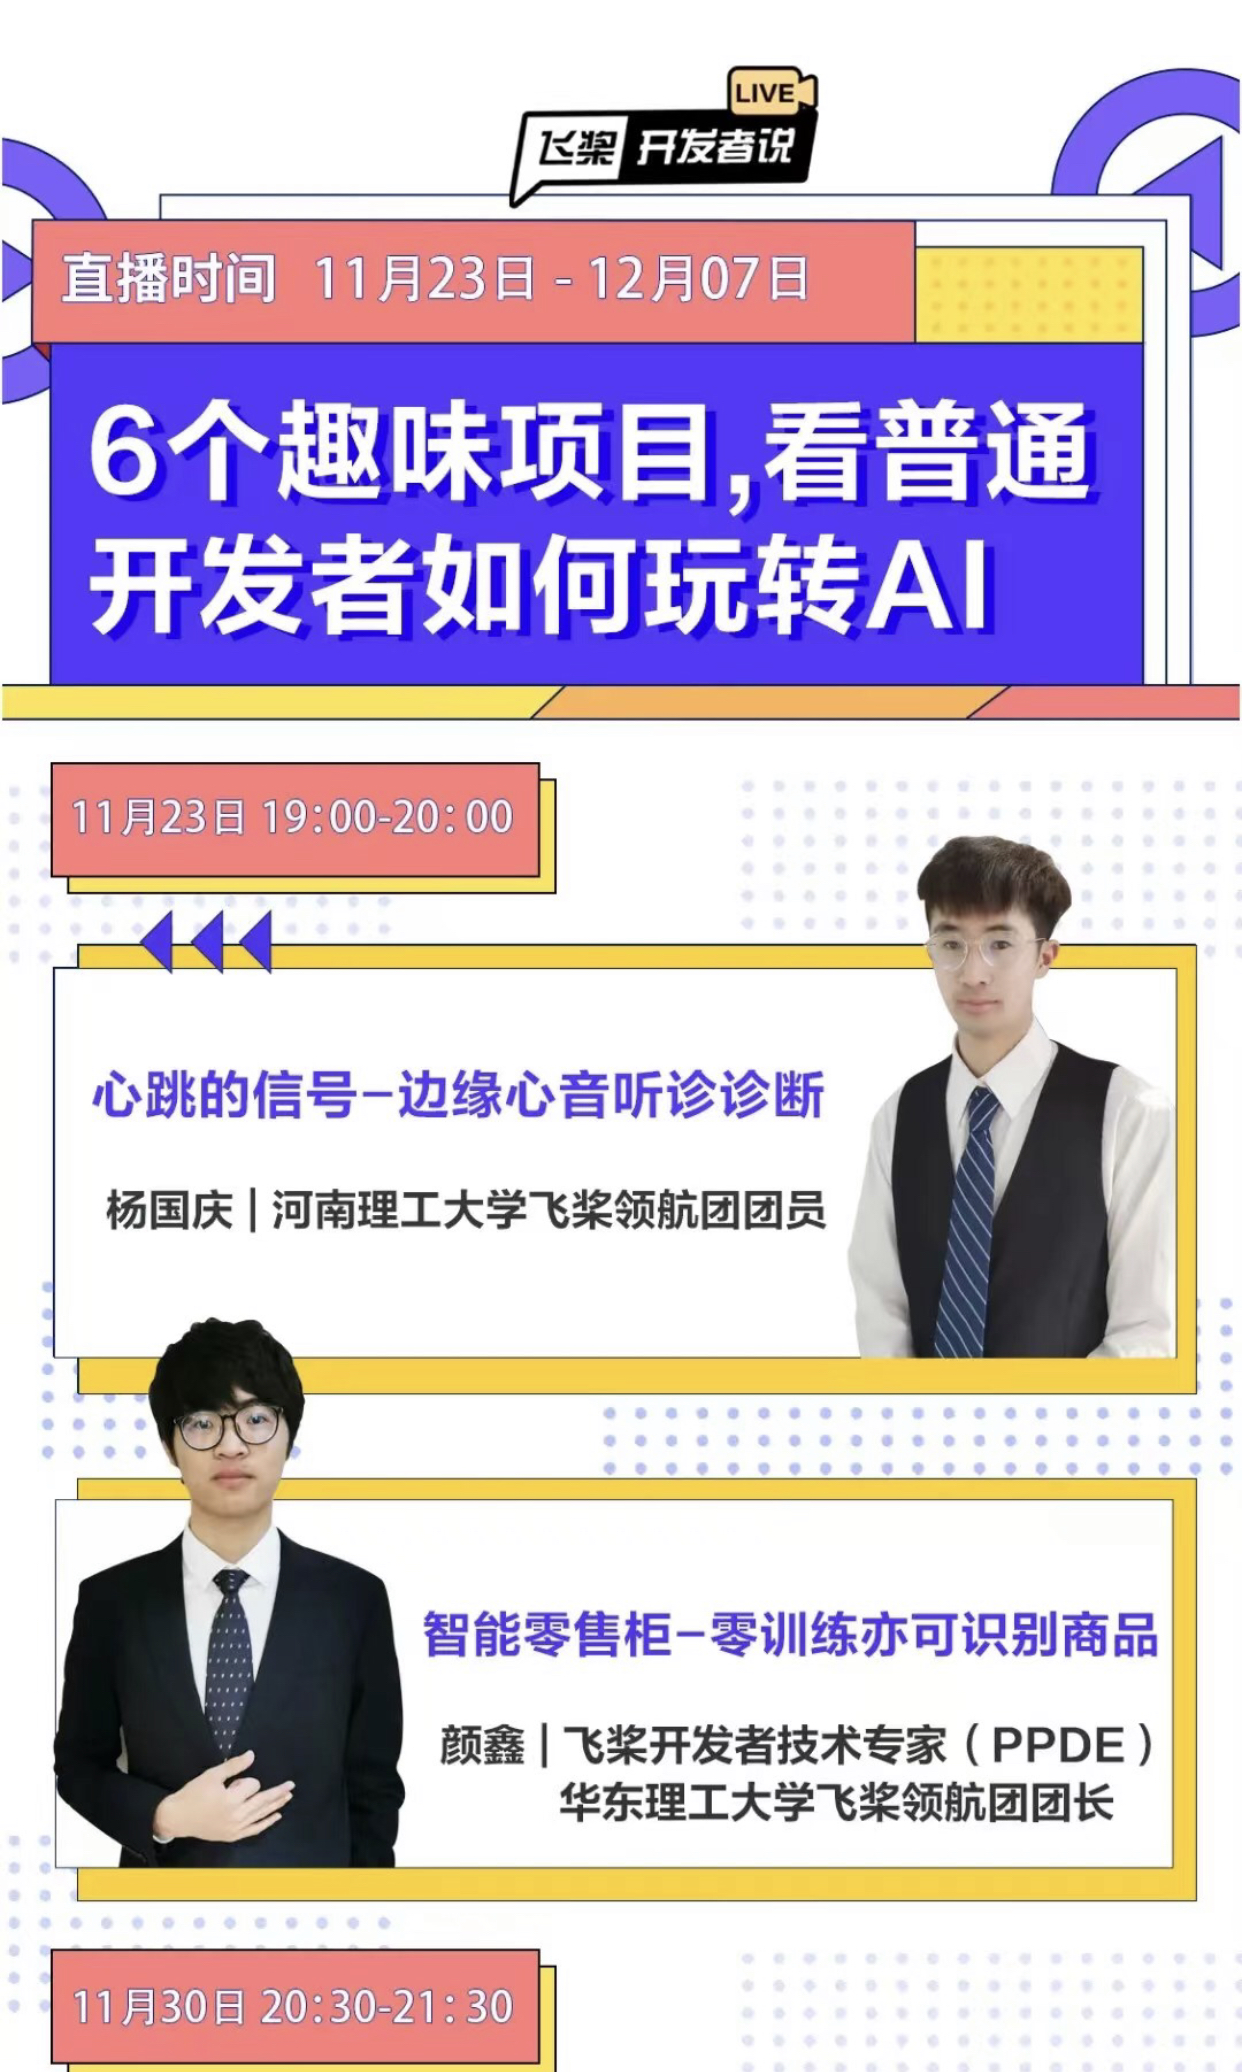 LIVE
飞桨 开发者说
直播时间 11月23日 - 12月07日
6个趣味项目,看普通
开发者如何玩转AI
11月23日 19:00-20:00
心跳的信号-边缘心音听诊诊断
杨国庆 | 河南理工大学飞桨领航团团员
智能零售柜-零训练亦可识别商品
颜鑫 | 飞桨开发者技术专家（PPDE）
华东理工大学飞桨领航团团长
11月30日 20:30-21:30